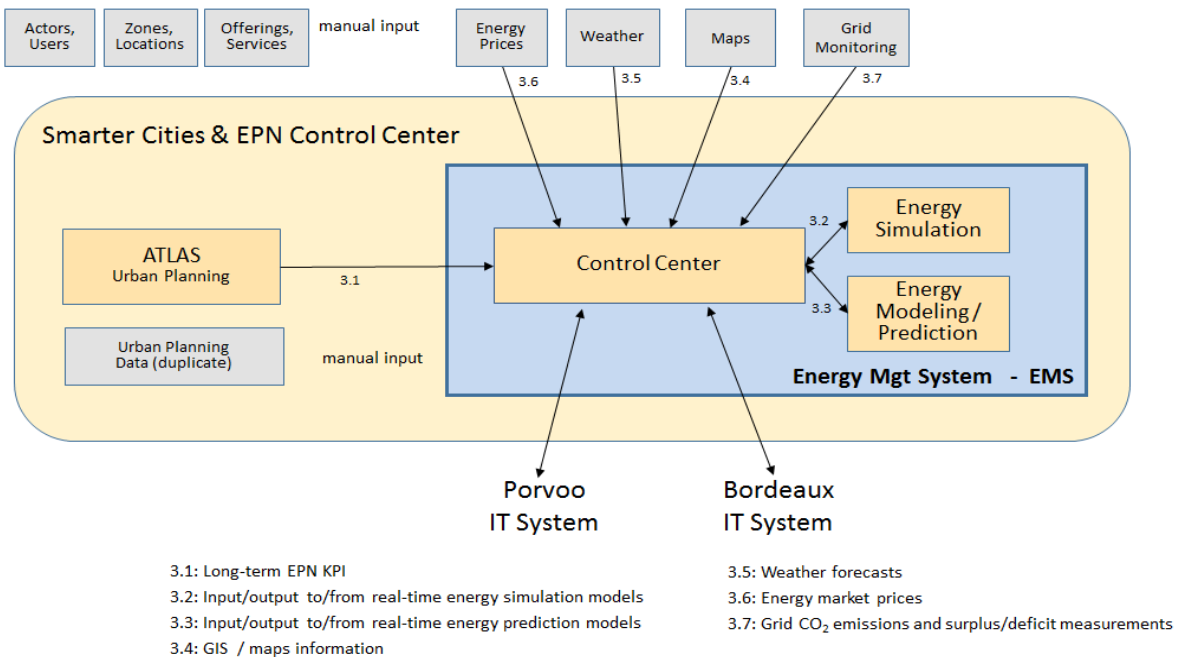 Actors,
Users
Zones,
Locations
Offerings,
Services
manual input
Energy
Prices
Weather
Maps
Grid
Monitoring
3.6
3.5
3.4
3.7
Smarter Cities & EPN Control Center
ATLAS
Urban Planning
3.1
Control Center
3.2
Energy
Simulation
3.3
Energy
Modeling/
Prediction
Urban Planning
Data (duplicate)
manual input
Energy Mgt System - EMS
Porvoo
IT System
Bordeaux
IT System
3.1: Long-term EPN KPI
3.2: Input/output to/from real-time energy simulation models
3.3: Input/output to/from real-time energy prediction models
3.4: GIS / maps information
3.5: Weather forecasts
3.6: Energy market prices
3.7: Grid CO₂ emissions and surplus/deficit measurements